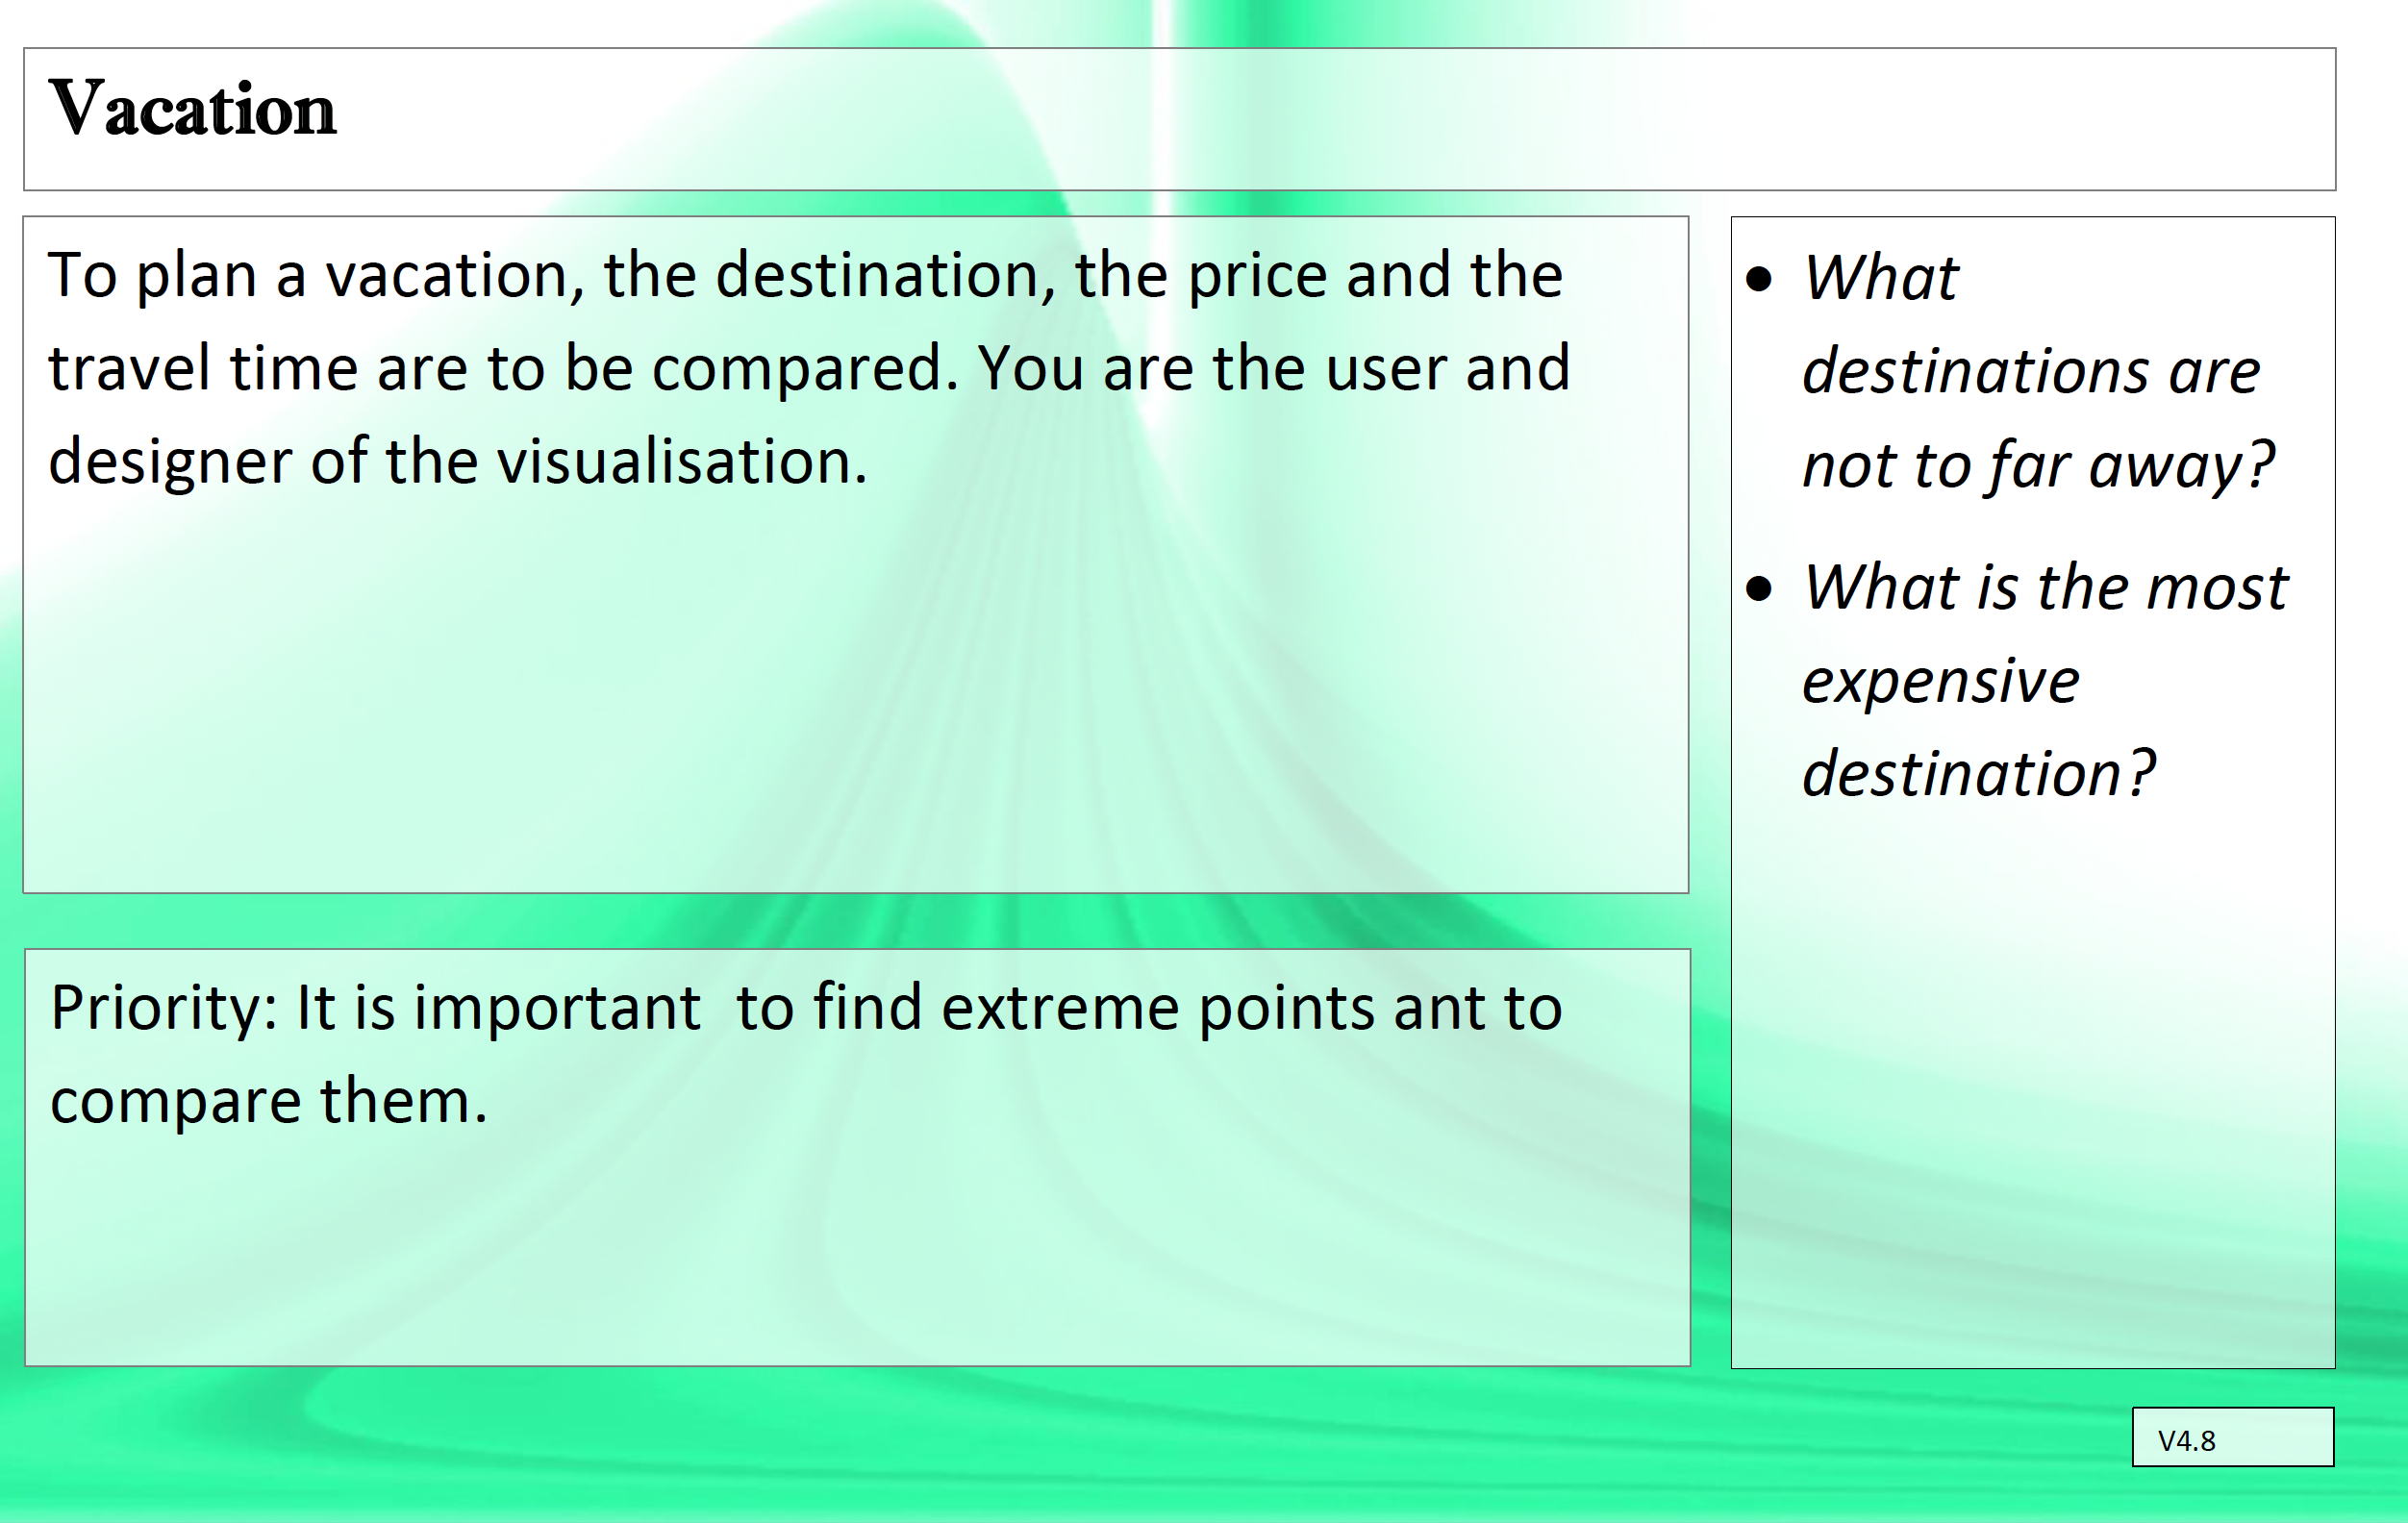 Vacation
To plan a vacation, the destination, the price and the
travel time are to be compared. You are the user and
designer of the visualisation.
Priority: It is important  to find extreme points ant to
compare them.
• What
destinations are
not to far away?
• What is the most
expensive
destination?
V4.8